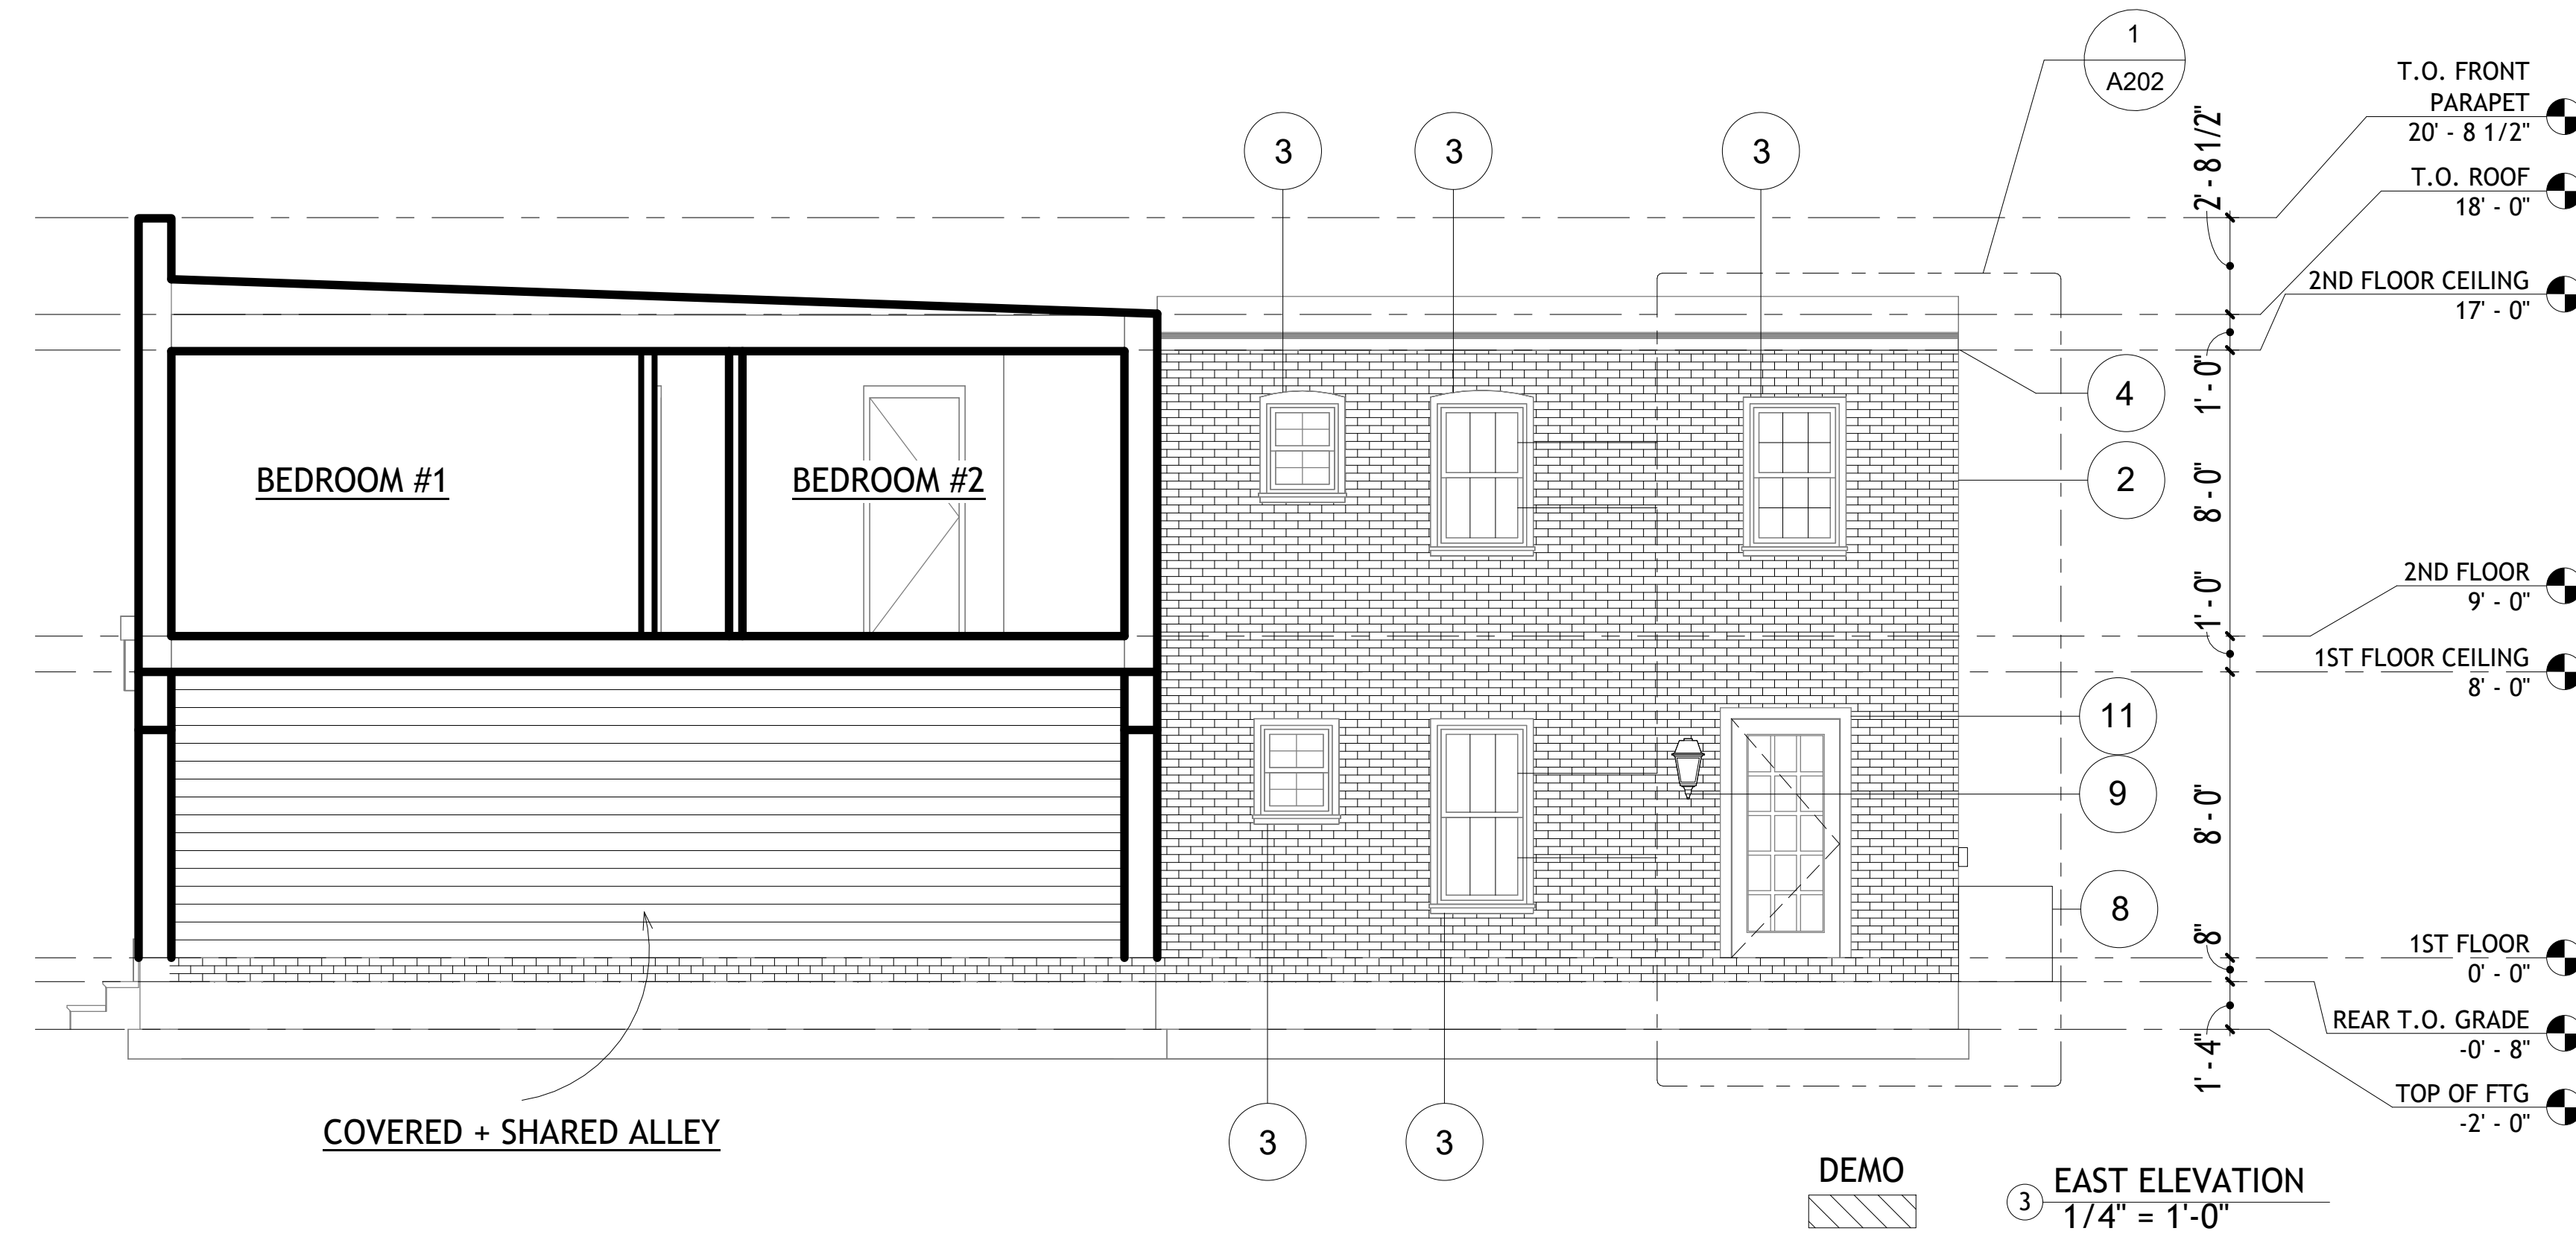 1
A202
T.O. FRONT
PARAPET
20' - 8 1/2"
2' - 8 1/2"
3
3
3
T.O. ROOF
18' - 0"
2ND FLOOR CEILING
17' - 0"
1' - 0"
4
BEDROOM #1
BEDROOM #2
2
8' - 0"
2ND FLOOR
9' - 0"
1' - 0"
1ST FLOOR CEILING
8' - 0"
11
9
8' - 0"
8
8"
1ST FLOOR
0' - 0"
REAR T.O. GRADE
-0' - 8"
1' - 4"
TOP OF FTG
-2' - 0"
COVERED + SHARED ALLEY
3
3
DEMO
3
EAST ELEVATION
1/4" = 1'-0"